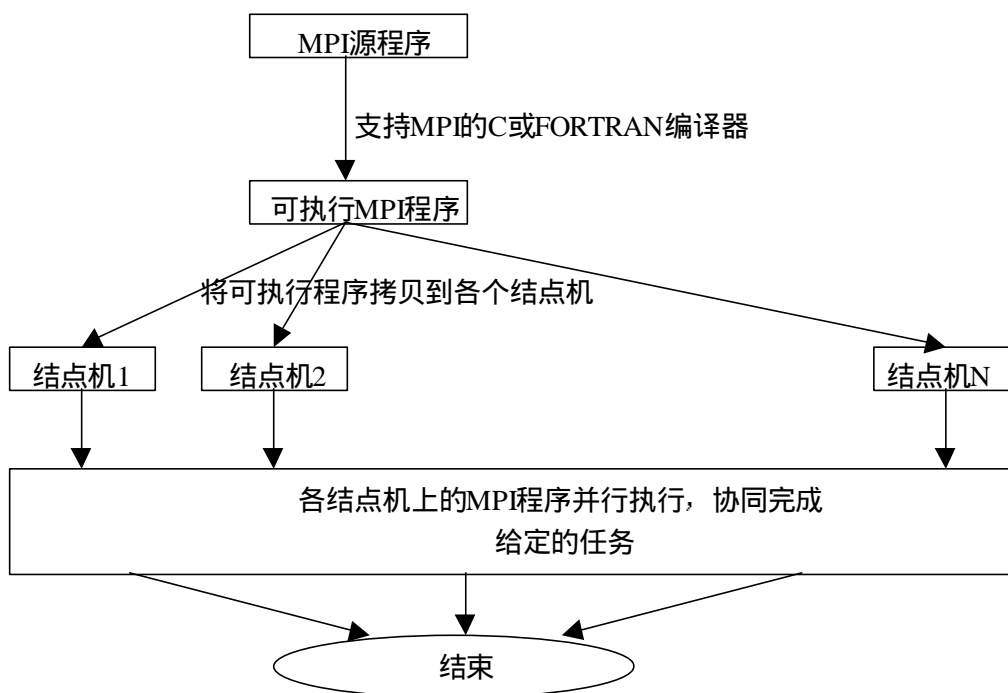 MPI源程序
支持MPI的C或FORTRAN编译器
可执行MPI程序
将可执行程序拷贝到各个结点机
结点机1
结点机2
结点机N
各结点机上的MPI程序并行执行，协同完成
给定的任务
结束